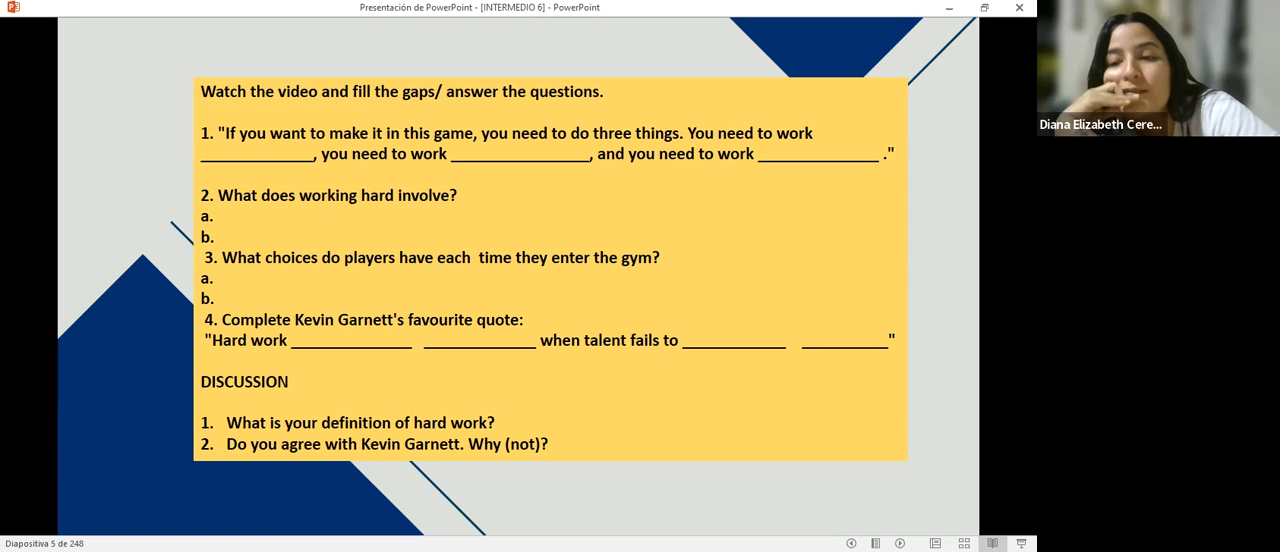 Presentación de PowerPoint - [INTERMEDIO 6] - PowerPoint
Watch the video and fill the gaps/ answer the questions.
1. "If you want to make it in this game, you need to do three things. You need to work
_____________, you need to work ________________, and you need to work ______________ ."
2. What does working hard involve?
a.
b.
3. What choices do players have each  time they enter the gym?
a.
b.
4. Complete Kevin Garnett's favourite quote:
"Hard work ______________  _____________ when talent fails to ____________  __________"
DISCUSSION
1. What is your definition of hard work?
2. Do you agree with Kevin Garnett. Why (not)?
Diana Elizabeth Cere...
Diapositiva 5 de 248